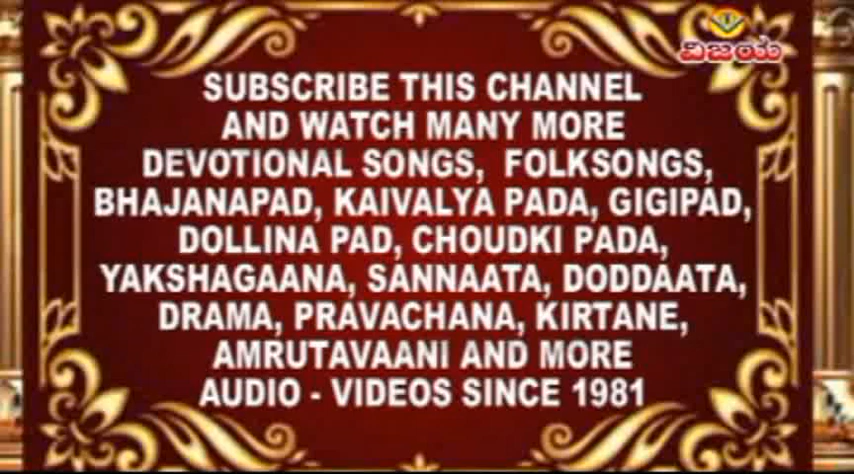 ವಿಜಯ
SUBSCRIBE THIS CHANNEL
AND WATCH MANY MORE
DEVOTIONAL SONGS, FOLKSONGS,
BHAJANAPAD, KAIVALYA PADA, GIGIPAD,
DOLLINA PAD, CHOUDKI PADA,
YAKSHAGAANA, SANNAATA, DODDAATA,
DRAMA, PRAVACHANA, KIRTANE,
AMRUTAVAANI AND MORE
AUDIO - VIDEOS SINCE 1981